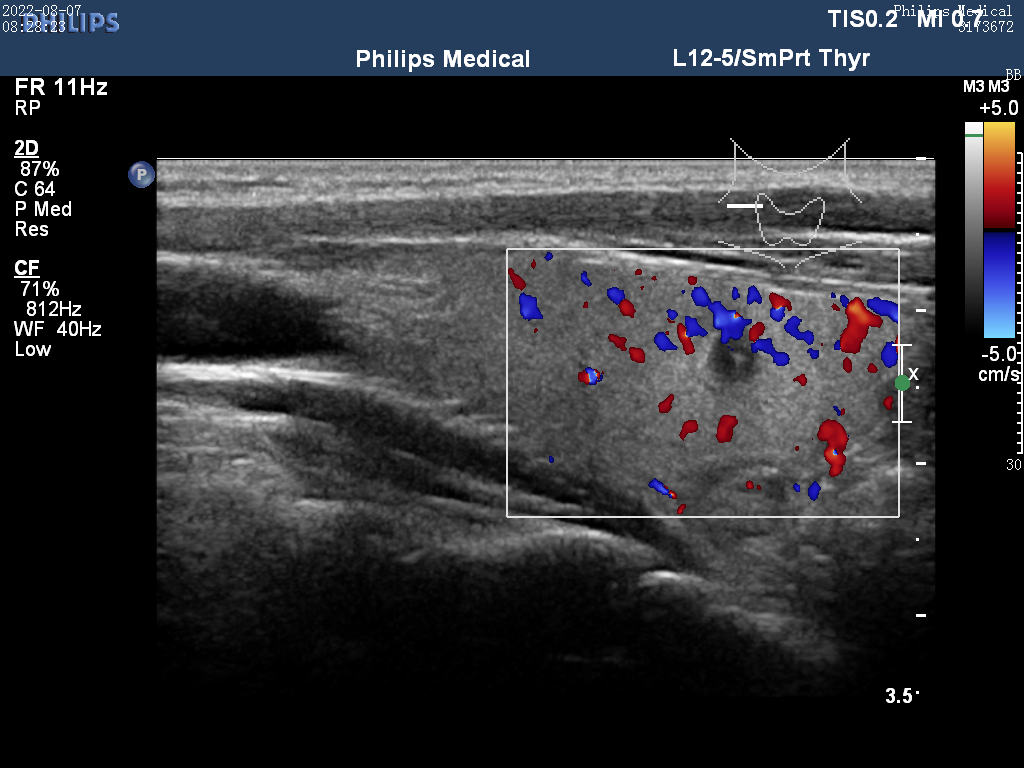 2022-08-07
08:28:23
PHILIPS
TIS0.2 MI 0.7
Philips Medical
Philips Medical
L12-5/SmPrt Thyr
BB
FR 11Hz
RP
2D
87%
C 64
P Med
Res
CF
71%
812Hz
WF 40Hz
Low
P
M3 M3
+5.0
-5.0
cm/s
x
30
3.5